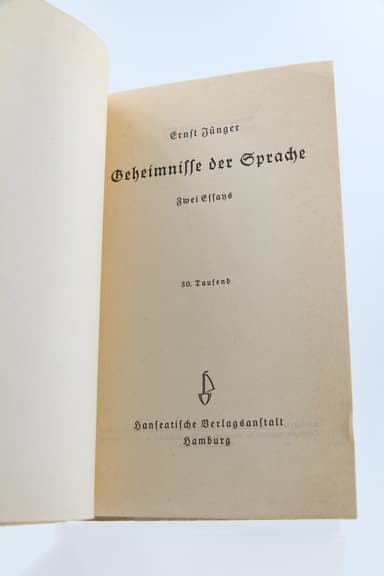 Ernst Jünger
Geheimnisse der Sprache
Zwei Essays
30. Tausend
Hanseatische Verlagsanstalt
Hamburg